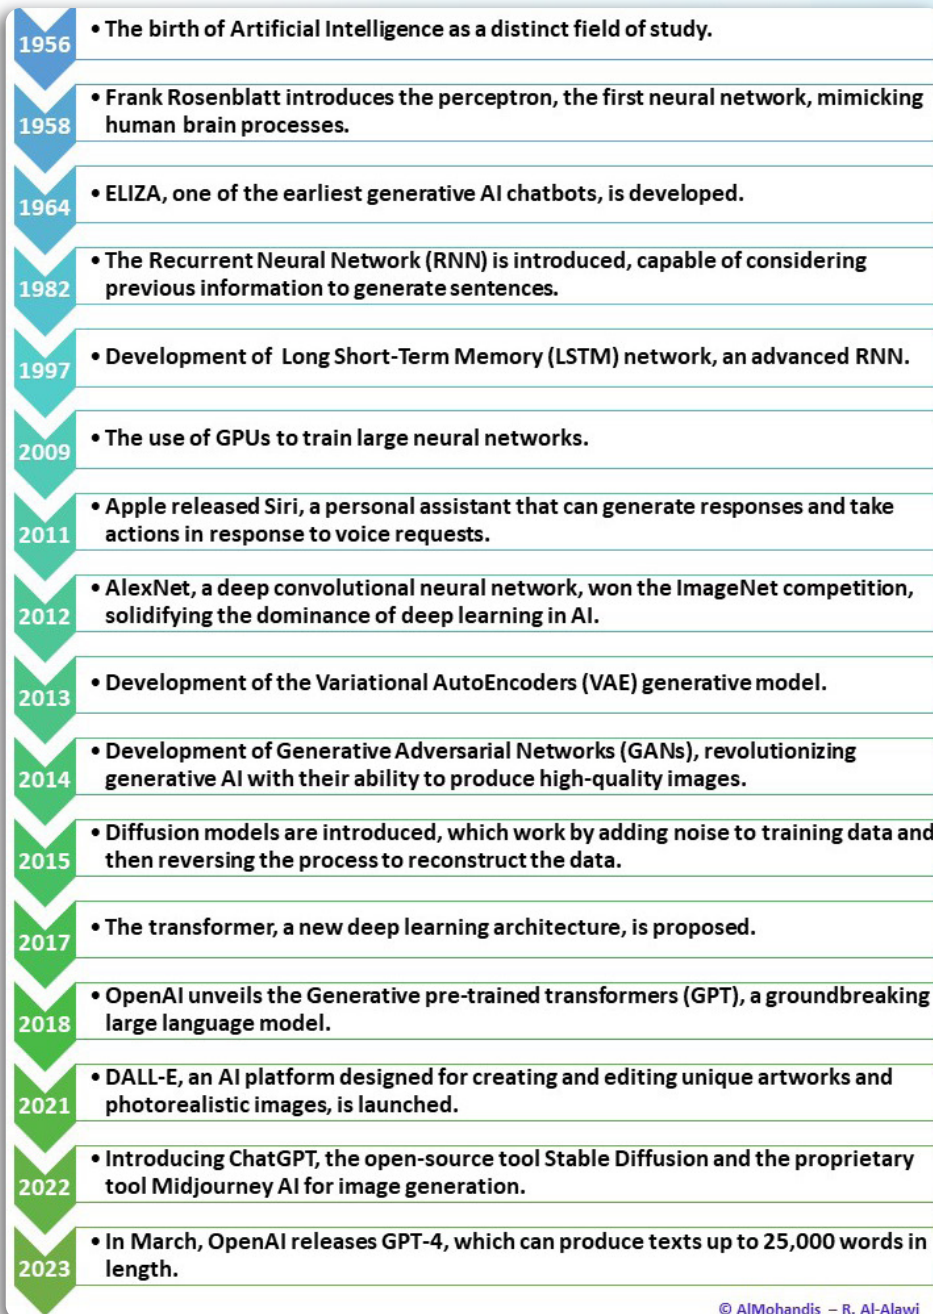 1956
• The birth of Artificial Intelligence as a distinct field of study.
1958
• Frank Rosenblatt introduces the perceptron, the first neural network, mimicking
human brain processes.
1964
• ELIZA, one of the earliest generative AI chatbots, is developed.
1982
• The Recurrent Neural Network (RNN) is introduced, capable of considering
previous information to generate sentences.
1997
• Development of Long Short-Term Memory (LSTM) network, an advanced RNN.
2009
• The use of GPUs to train large neural networks.
2011
• Apple released Siri, a personal assistant that can generate responses and take
actions in response to voice requests.
2012
• AlexNet, a deep convolutional neural network, won the ImageNet competition,
solidifying the dominance of deep learning in AI.
2013
• Development of the Variational AutoEncoders (VAE) generative model.
2014
• Development of Generative Adversarial Networks (GANs), revolutionizing
generative AI with their ability to produce high-quality images.
2015
• Diffusion models are introduced, which work by adding noise to training data and
then reversing the process to reconstruct the data.
2017
• The transformer, a new deep learning architecture, is proposed.
2018
• OpenAI unveils the Generative pre-trained transformers (GPT), a groundbreaking
large language model.
2021
• DALL-E, an AI platform designed for creating and editing unique artworks and
photorealistic images, is launched.
2022
• Introducing ChatGPT, the open-source tool Stable Diffusion and the proprietary
tool Midjourney AI for image generation.
2023
• In March, OpenAI releases GPT-4, which can produce texts up to 25,000 words in
length.
© AlMohandis – R. Al-Alawi